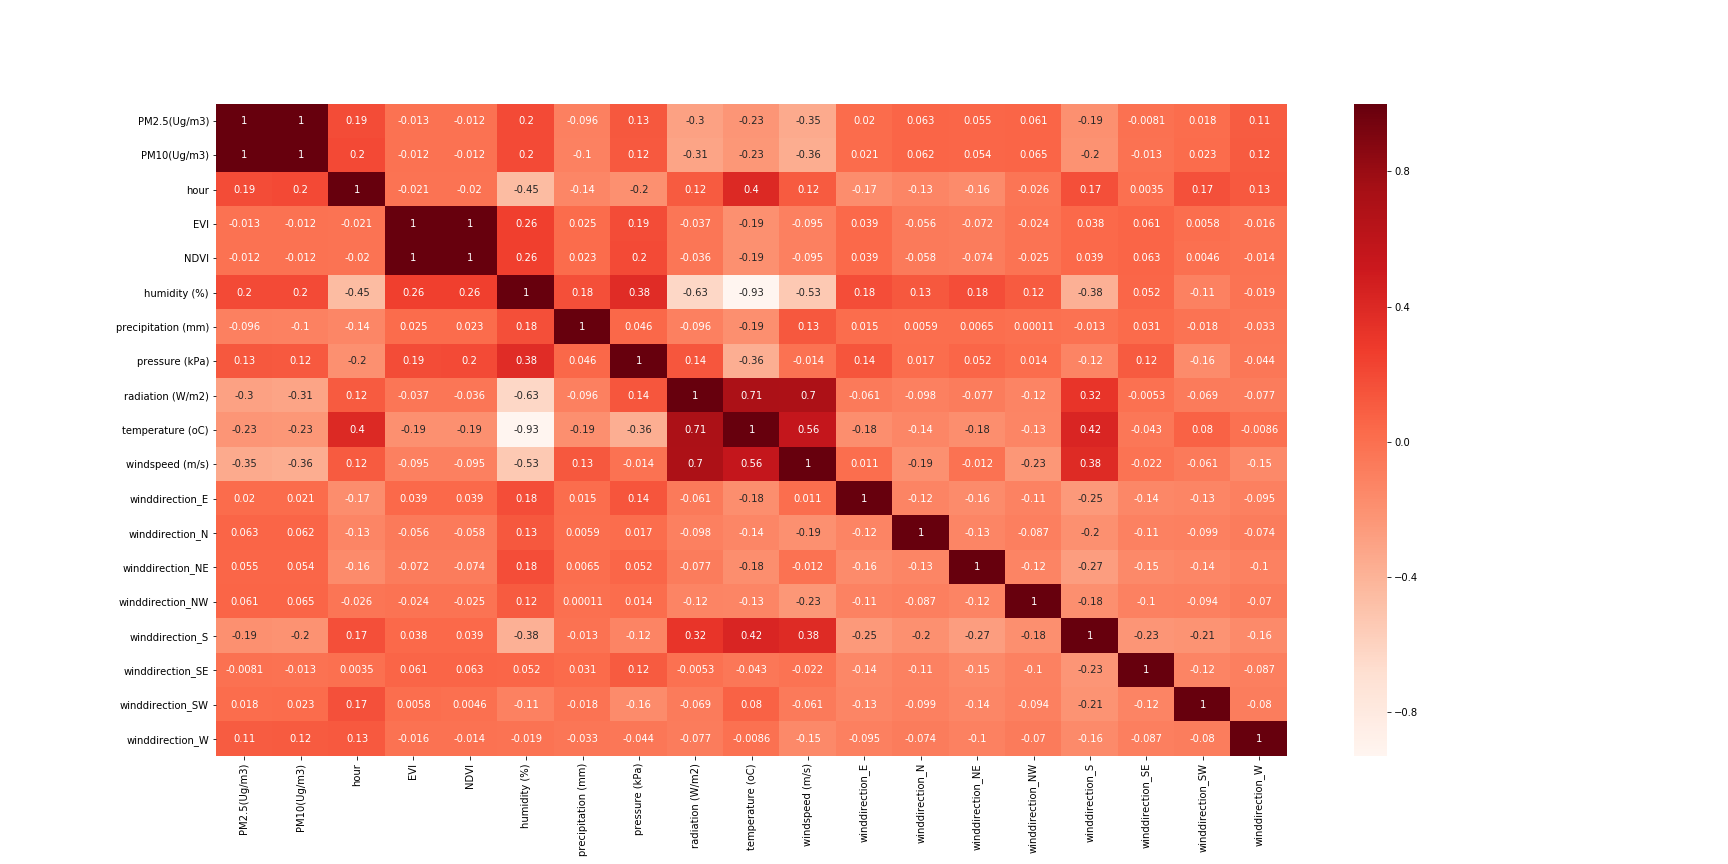 PM2.5(Ug/m3) 1 1 0.19 -0.013 -0.012 0.2 -0.096 0.13 -0.3 -0.23 -0.35 0.02 0.063 0.055 0.061 -0.19 -0.0081 0.018 0.11
PM10(Ug/m3) 1 1 0.2 -0.012 -0.012 0.2 -0.1 0.12 -0.31 -0.23 -0.36 0.021 0.062 0.054 0.065 -0.2 -0.013 0.023 0.12
0.8
hour 0.19 0.2 1 -0.021 -0.02 -0.45 -0.14 -0.2 0.12 0.4 0.12 -0.17 -0.13 -0.16 -0.026 0.17 0.0035 0.17 0.13
EVI -0.013 -0.012 -0.021 1 1 0.26 0.025 0.19 -0.037 -0.19 -0.095 0.039 -0.056 -0.072 -0.024 0.038 0.061 0.0058 -0.016
NDVI -0.012 -0.012 -0.02 1 1 0.26 0.023 0.2 -0.036 -0.19 -0.095 0.039 -0.058 -0.074 -0.025 0.039 0.063 0.0046 -0.014
humidity (%) 0.2 0.2 -0.45 0.26 0.26 1 0.18 0.38 -0.63 -0.93 -0.53 0.18 0.13 0.18 0.12 -0.38 0.052 -0.11 -0.019
0.4
precipitation (mm) -0.096 -0.1 -0.14 0.025 0.023 0.18 1 0.046 -0.096 -0.19 0.13 0.015 0.0059 0.0065 0.00011 -0.013 0.031 -0.018 -0.033
pressure (kPa) 0.13 0.12 -0.2 0.19 0.2 0.38 0.046 1 0.14 -0.36 -0.014 0.14 0.017 0.052 0.014 -0.12 0.12 -0.16 -0.044
radiation (W/m2) -0.3 -0.31 0.12 -0.037 -0.036 -0.63 -0.096 0.14 1 0.71 0.7 -0.061 -0.098 -0.077 -0.12 0.32 -0.0053 -0.069 -0.077
temperature (oC) -0.23 -0.23 0.4 -0.19 -0.19 -0.93 -0.19 -0.36 0.71 1 0.56 -0.18 -0.14 -0.18 -0.13 0.42 -0.043 0.08 -0.0086
0.0
windspeed (m/s) -0.35 -0.36 0.12 -0.095 -0.095 -0.53 0.13 -0.014 0.7 0.56 1 0.011 -0.19 -0.012 -0.23 0.38 -0.022 -0.061 -0.15
winddirection_E 0.02 0.021 -0.17 0.039 0.039 0.18 0.015 0.14 -0.061 -0.18 0.011 1 -0.12 -0.16 -0.11 -0.25 -0.14 -0.13 -0.095
winddirection_N 0.063 0.062 -0.13 -0.056 -0.058 0.13 0.0059 0.017 -0.098 -0.14 -0.19 -0.12 1 -0.13 -0.087 -0.2 -0.11 -0.099 -0.074
winddirection_NE 0.055 0.054 -0.16 -0.072 -0.074 0.18 0.0065 0.052 -0.077 -0.18 -0.012 -0.16 -0.13 1 -0.12 -0.27 -0.15 -0.14 -0.1
−0.4
winddirection_NW 0.061 0.065 -0.026 -0.024 -0.025 0.12 0.00011 0.014 -0.12 -0.13 -0.23 -0.11 -0.087 -0.12 1 -0.18 -0.1 -0.094 -0.07
winddirection_S -0.19 -0.2 0.17 0.038 0.039 -0.38 -0.013 -0.12 0.32 0.42 0.38 -0.25 -0.2 -0.27 -0.18 1 -0.23 -0.21 -0.16
winddirection_SE -0.0081 -0.013 0.0035 0.061 0.063 0.052 0.031 0.12 -0.0053 -0.043 -0.022 -0.14 -0.11 -0.15 -0.1 -0.23 1 -0.12 -0.087
winddirection_SW 0.018 0.023 0.17 0.0058 0.0046 -0.11 -0.018 -0.16 -0.069 0.08 -0.061 -0.13 -0.099 -0.14 -0.094 -0.21 -0.12 1 -0.08
−0.8
winddirection_W 0.11 0.12 0.13 -0.016 -0.014 -0.019 -0.033 -0.044 -0.077 -0.0086 -0.15 -0.095 -0.074 -0.1 -0.07 -0.16 -0.087 -0.08 1
PM2.5(Ug/m3)
PM10(Ug/m3)
hour
EVI
NDVI
humidity (%)
precipitation (mm)
pressure (kPa)
radiation (W/m2)
temperature (oC)
windspeed (m/s)
winddirection_E
winddirection_N
winddirection_NE
winddirection_NW
winddirection_S
winddirection_SE
winddirection_SW
winddirection_W